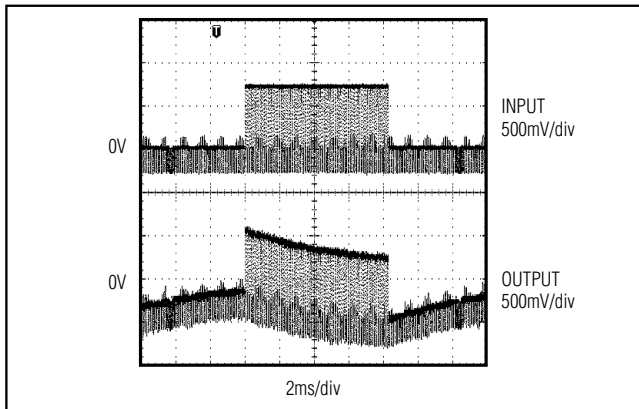 T
0V
INPUT
500mV/div
0V
OUTPUT
500mV/div
2ms/div